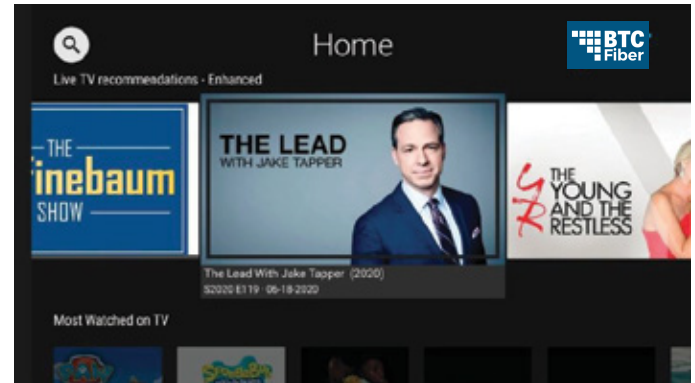 Home
BTC
Fiber
Live TV recommendations - Enhanced
THE
inebaum
SHOW
THE LEAD
WITH JAKE TAPPER
THE
YOUNG
AND THE
RESTLESS
The Lead With Jake Tapper (2020)
S2020 E119 · 06-18-2020
Most Watched on TV
SpongeBob